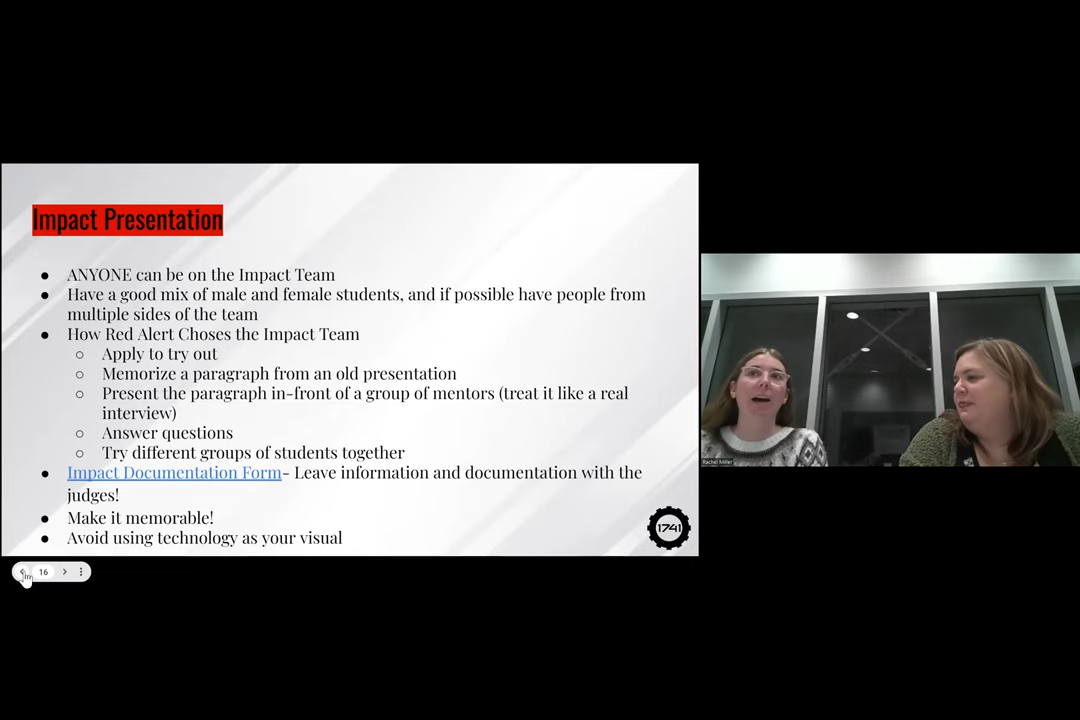 Impact Presentation
● ANYONE can be on the Impact Team
● Have a good mix of male and female students, and if possible have people from
multiple sides of the team
● How Red Alert Choses the Impact Team
○ Apply to try out
○ Memorize a paragraph from an old presentation
○ Present the paragraph in-front of a group of mentors (treat it like a real
interview)
○ Answer questions
○ Try different groups of students together
● Impact Documentation Form- Leave information and documentation with the
judges!
● Make it memorable!
● Avoid using technology as your visual
1741
16
Rachel Miller